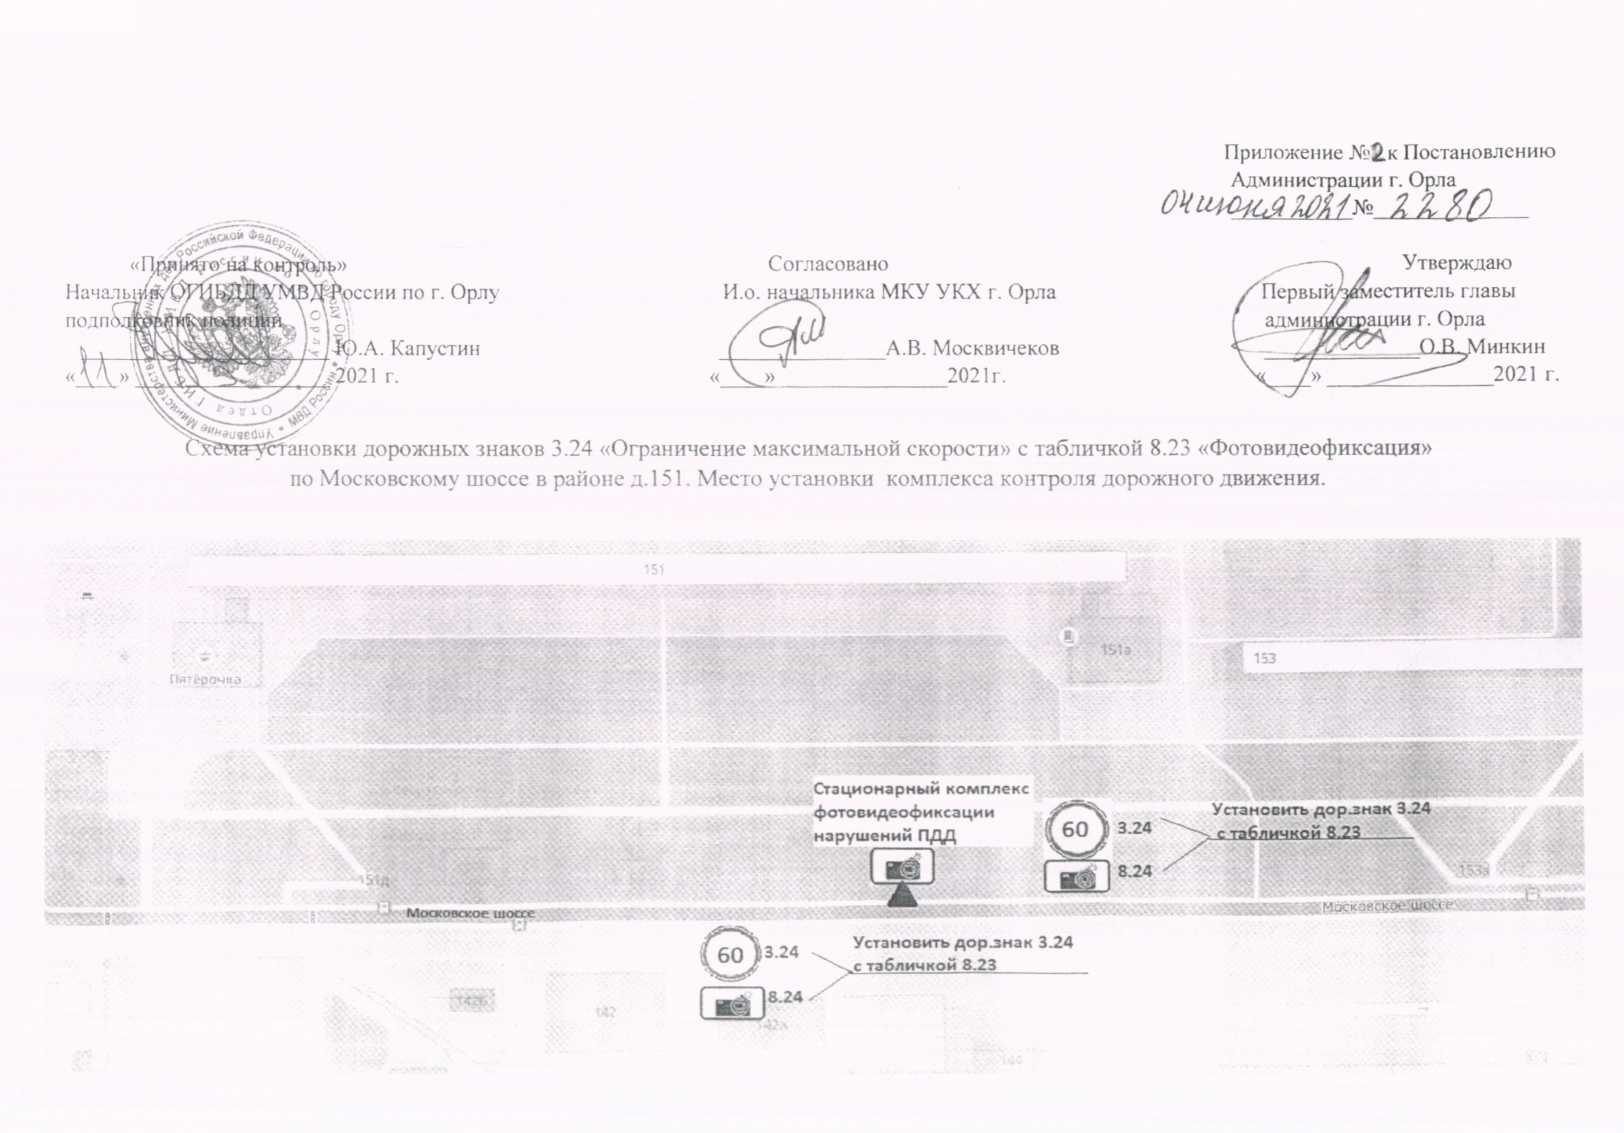 Приложение №2 к Постановлению
Администрации г. Орла
04 июня 2021 № 2280
«Принято на контроль»
Начальник ОГИБДД УМВД России по г. Орлу
подполковник полиции
Ю.А. Капустин
«11» 2021 г.
Согласовано
И.о. начальника МКУ УКХ г. Орла
А.В. Москвичеков
«___» 2021г.
Утверждаю
Первый заместитель главы
администрации г. Орла
О.В. Минкин
«___» 2021 г.
Схема установки дорожных знаков 3.24 «Ограничение максимальной скорости» с табличкой 8.23 «Фотовидеофиксация»
по Московскому шоссе в районе д.151. Место установки комплекса контроля дорожного движения.
151
151а
153
Пятёрочка
Стационарный комплекс
фотовидеофиксации
нарушений ПДД
60
3.24
8.24
Установить дор.знак 3.24
с табличкой 8.23
151д
153а
Московское шоссе
Московское шоссе
60
3.24
8.24
Установить дор.знак 3.24
с табличкой 8.23
142б
142
142а
144